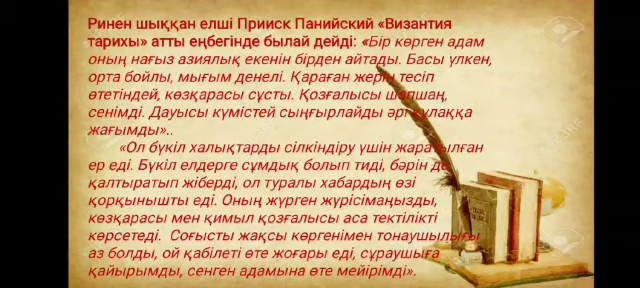 Ринен шыққан елші Прииск Панийский «Византия
тарихы» атты еңбегінде былай дейді: «Бір көрген адам
оның нағыз азиялық екенін бірден айтады. Басы үлкен,
орта бойлы, мығым денелі. Қараған жерін тесіп
өтетіндей, көзқарасы сұсты. Қозғалысы шапшаң,
сенімді. Дауысы күмістей сыңғырлайды әрі құлаққа
жағымды»..
«Ол бүкіл халықтарды сілкіндіру үшін жаратылған
ер еді. Бүкіл елдерге сұмдық болып тиді, бәрін де
қалтыратып жіберді, ол туралы хабардың өзі
қорқынышты еді. Оның жүрген жүрісімаңызды,
көзқарасы мен қимыл қозғалысы аса тектілікті
көрсетеді. Соғысты жақсы көргенімен тонаушылығы
аз болды, ой қабілеті өте жоғары еді, сұраушыға
қайырымды, сенген адамына өте мейірімді».